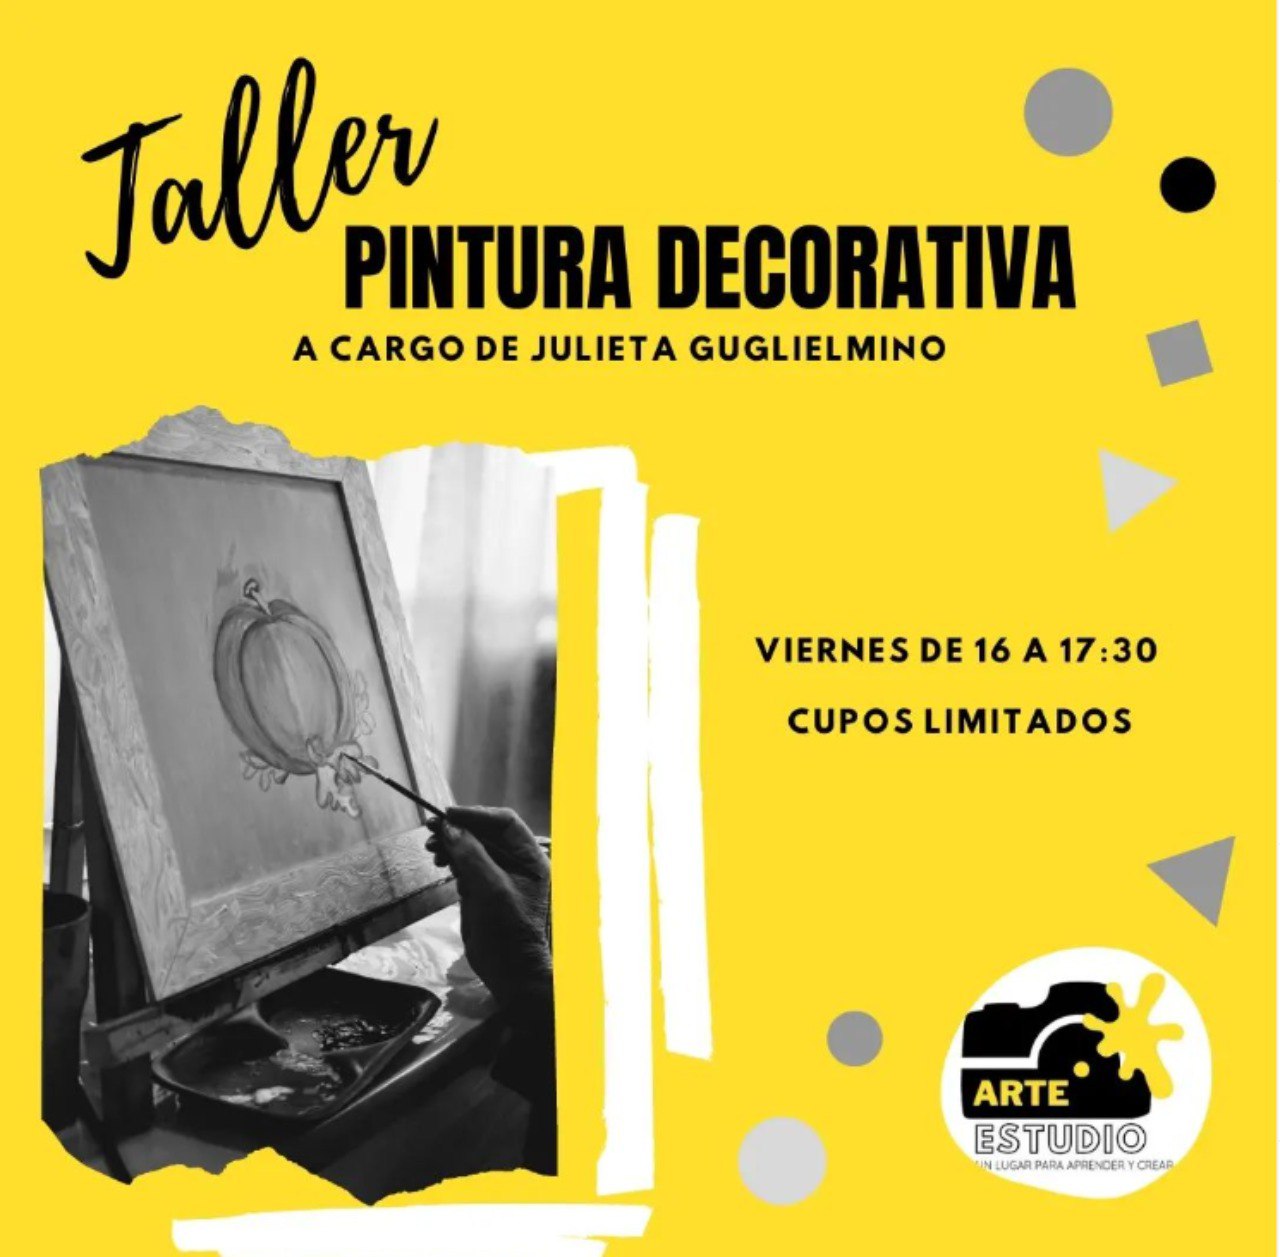 Taller
PINTURA DECORATIVA
A CARGO DE JULIETA GUGLIELMINO
VIERNES DE 16 A 17:30
CUPOS LIMITADOS
ARTE
ESTUDIO
UN LUGAR PARA APRENDER Y CREAR